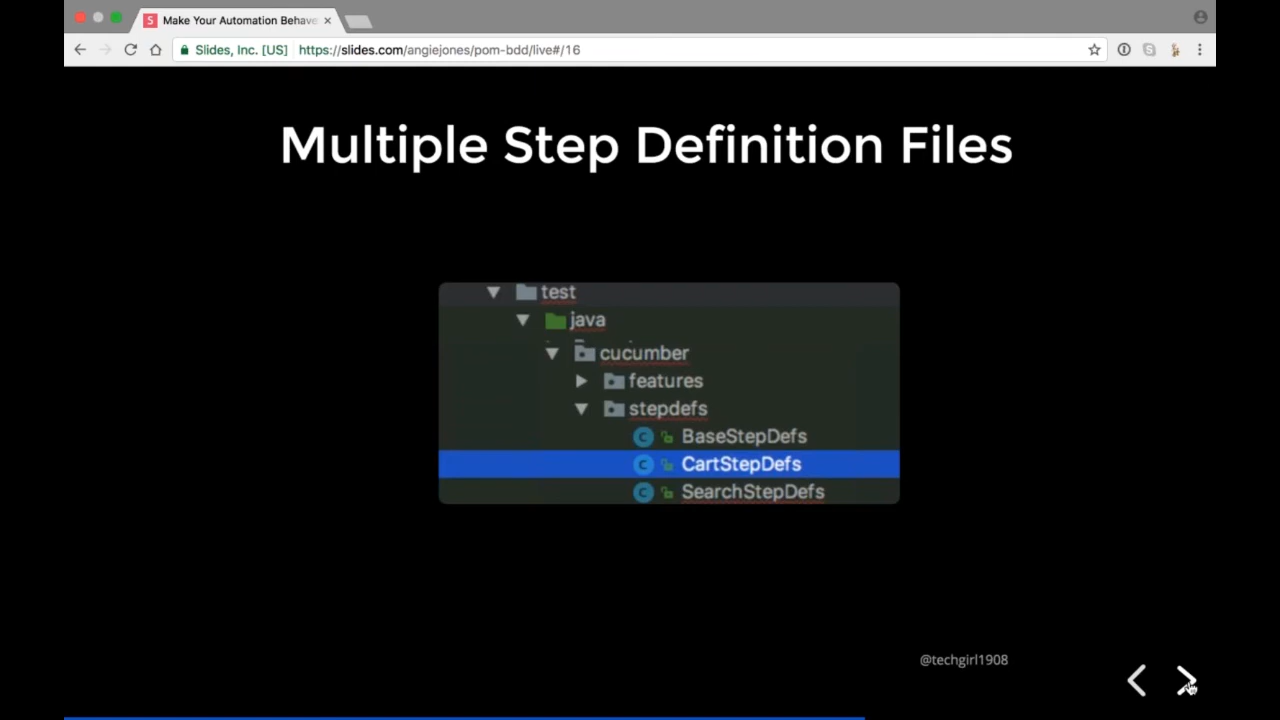 Make Your Automation Behave
Slides, Inc. [US] https://slides.com/angiejones/pom-bdd/live#/16
Multiple Step Definition Files
test
java
cucumber
features
stepdefs
BaseStepDefs
CartStepDefs
SearchStepDefs
@techgirl1908